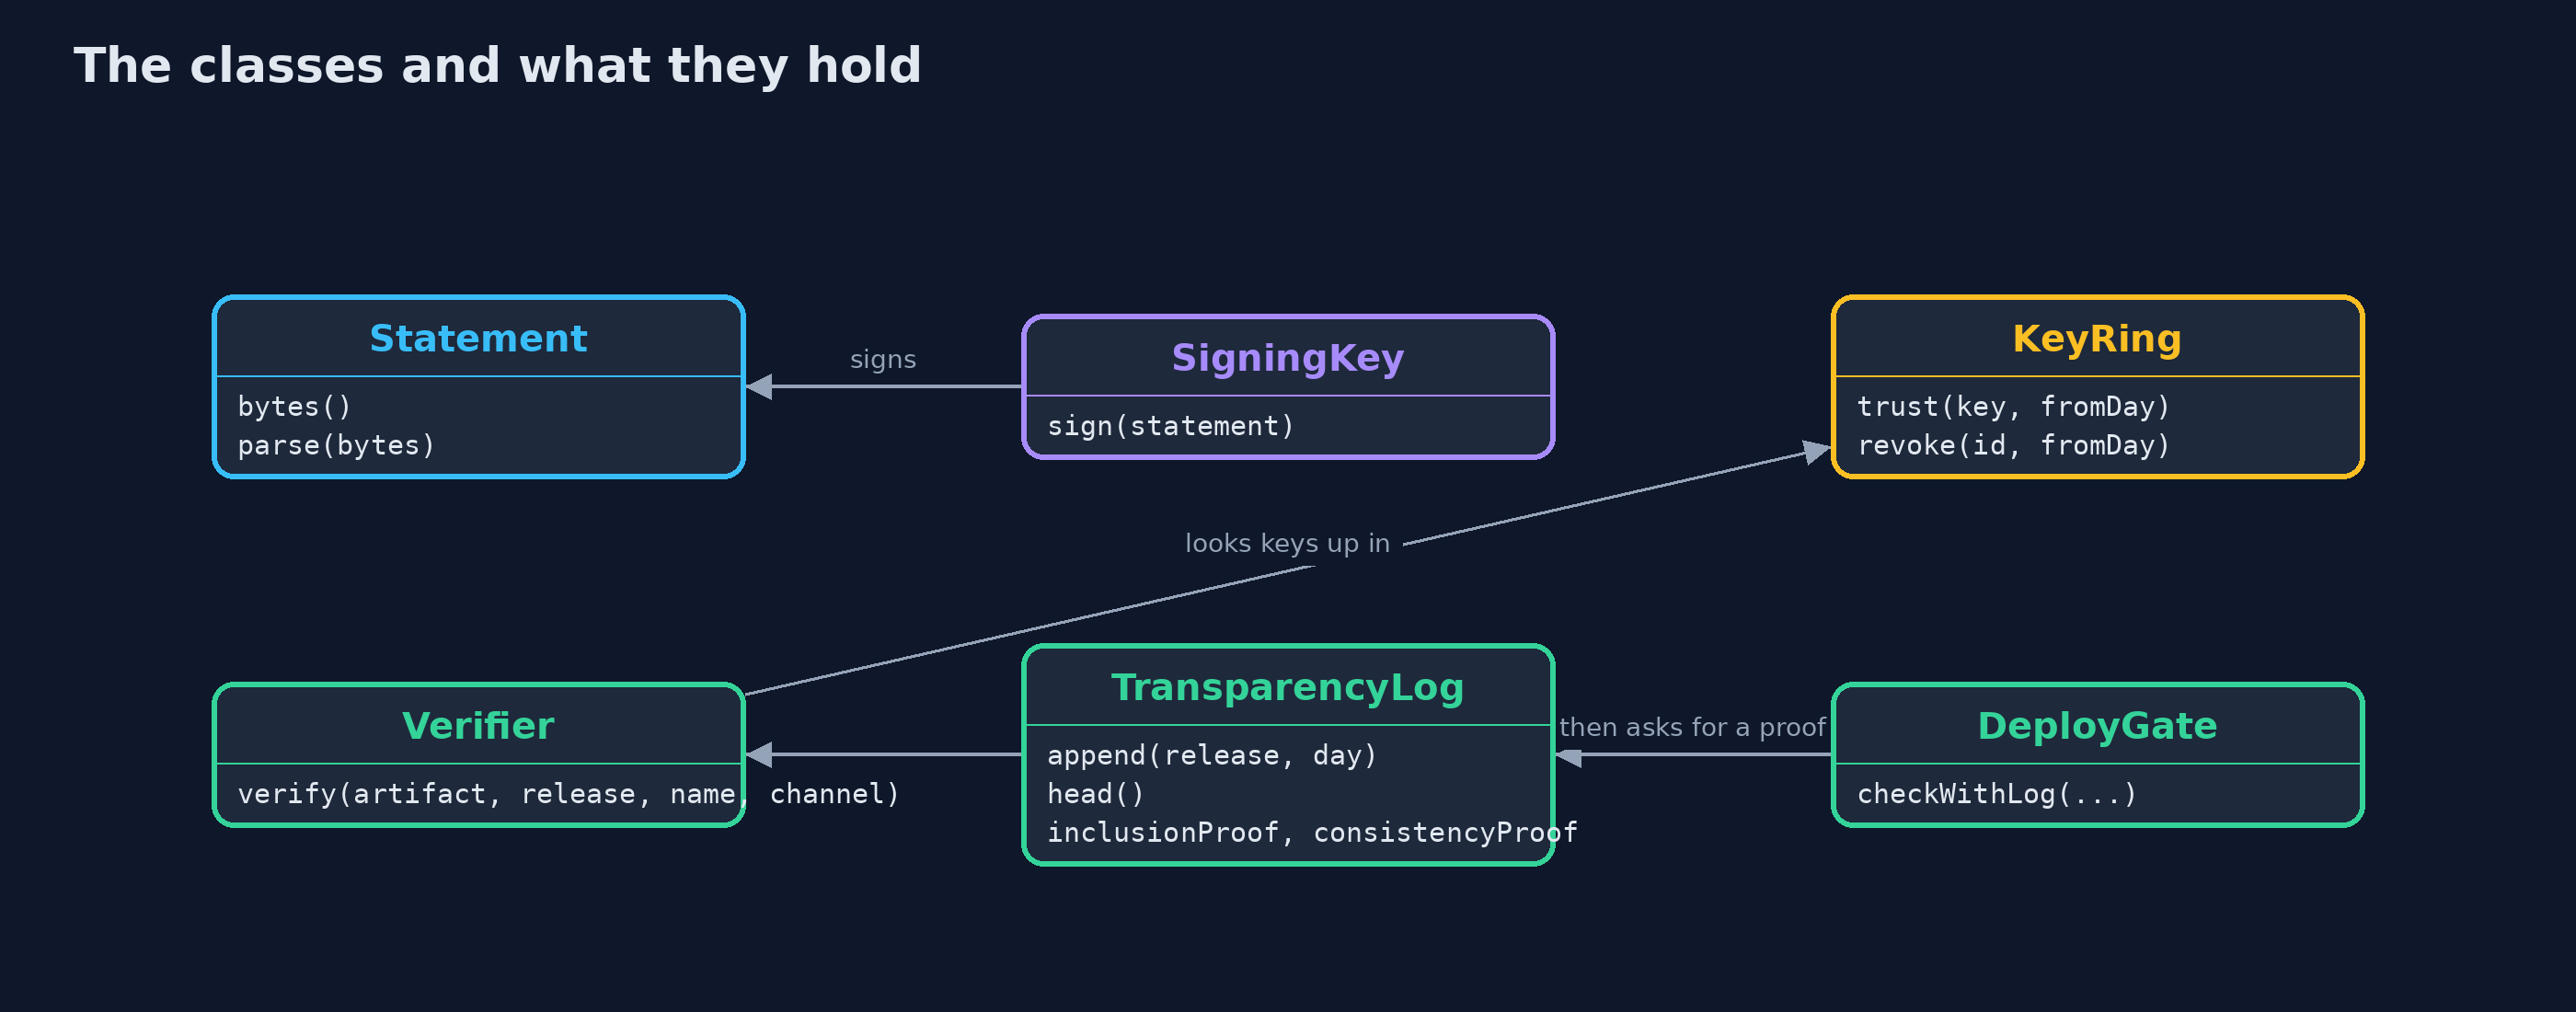 The classes and what they hold
Statement
bytes()
parse(bytes)
signs
SigningKey
sign(statement)
KeyRing
trust(key, fromDay)
revoke(id, fromDay)
looks keys up in
Verifier
verify(artifact, release, name, channel)
TransparencyLog
append(release, day)
head()
inclusionProof, consistencyProof
then asks for a proof
DeployGate
checkWithLog(...)